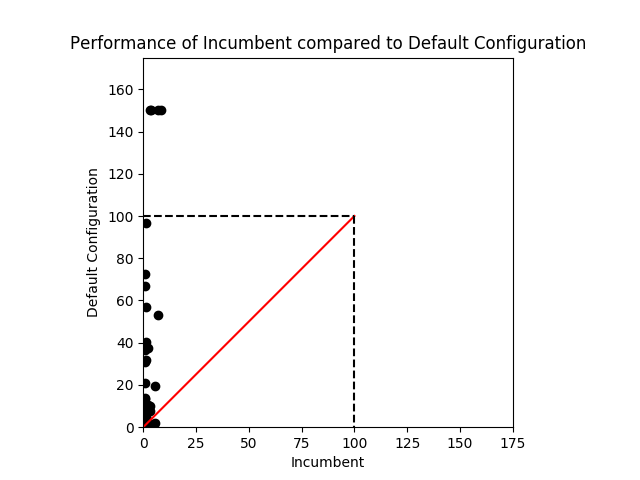 Performance of Incumbent compared to Default Configuration
160
140
120
100
80
60
40
20
0
Default Configuration
0 25 50 75 100 125 150 175
Incumbent